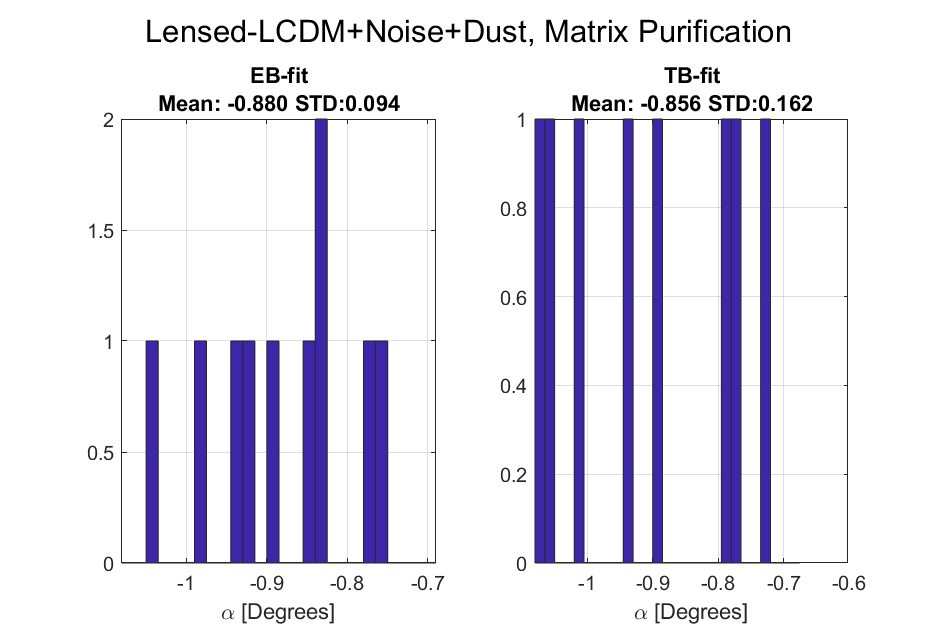 Lensed-LCDM+Noise+Dust, Matrix Purification
EB-fit
Mean: -0.880 STD:0.094
2
1.5
1
0.5
0
-1
-0.9
-0.8
-0.7
α [Degrees]
TB-fit
Mean: -0.856 STD:0.162
1
0.8
0.6
0.4
0.2
0
-1
-0.9
-0.8
-0.7
-0.6
α [Degrees]